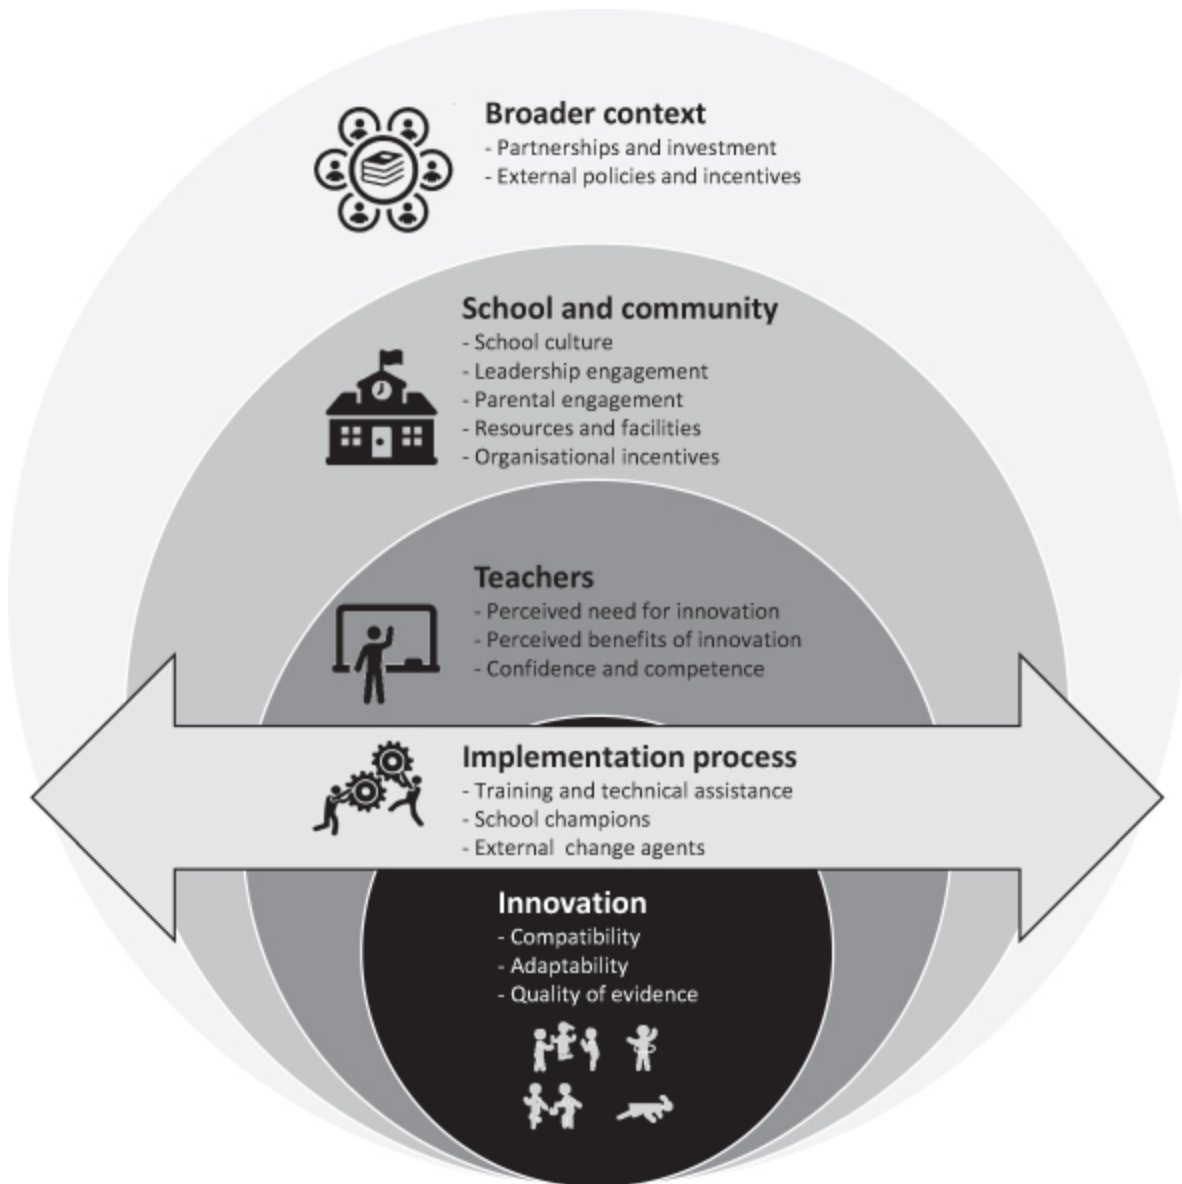 Broader context
- Partnerships and investment
- External policies and incentives
School and community
- School culture
- Leadership engagement
- Parental engagement
- Resources and facilities
- Organisational incentives
Teachers
- Perceived need for innovation
- Perceived benefits of innovation
- Confidence and competence
Implementation process
- Training and technical assistance
- School champions
- External  change agents
Innovation
- Compatibility
- Adaptability
- Quality of evidence